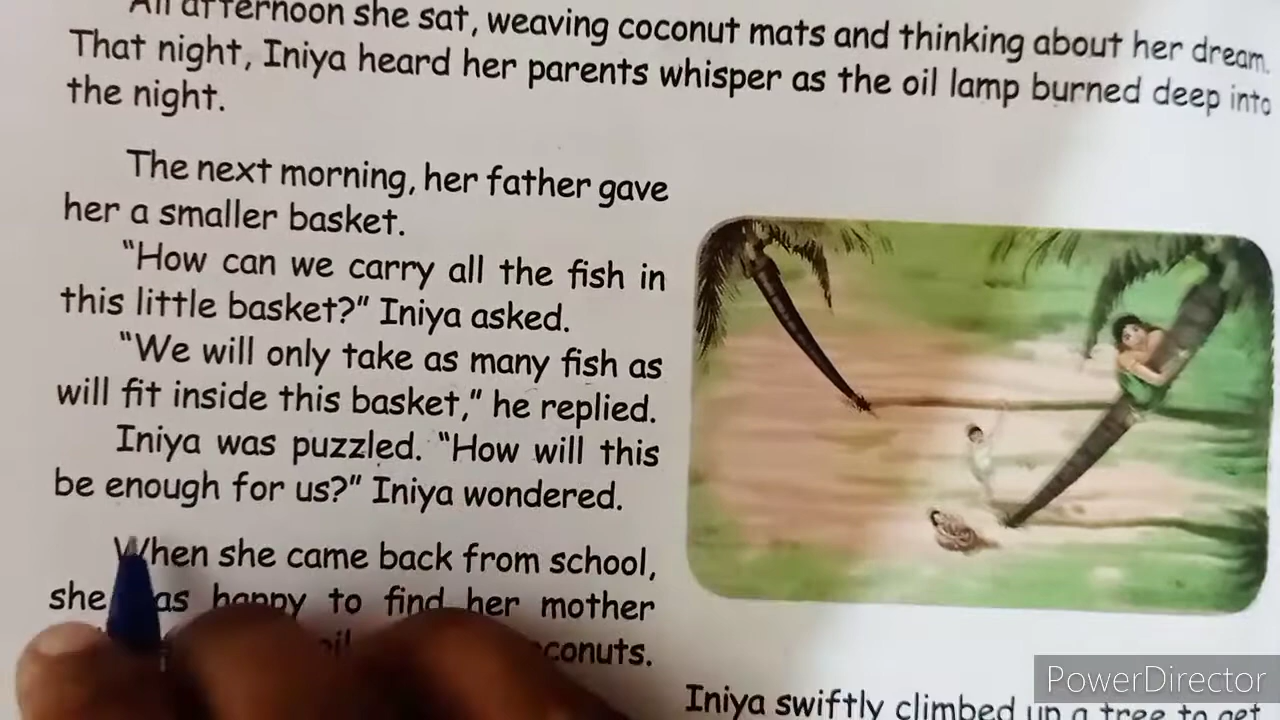 All afternoon she sat, weaving coconut mats and thinking about her dream.
That night, Iniya heard her parents whisper as the oil lamp burned deep into
the night.
The next morning, her father gave
her a smaller basket.
“How can we carry all the fish in
this little basket?” Iniya asked.
“We will only take as many fish as
will fit inside this basket,” he replied.
Iniya was puzzled. “How will this
be enough for us?” Iniya wondered.
When she came back from school,
she was happy to find her mother
oil coconuts.
Iniya swiftly climbed up a tree to get
PowerDirector